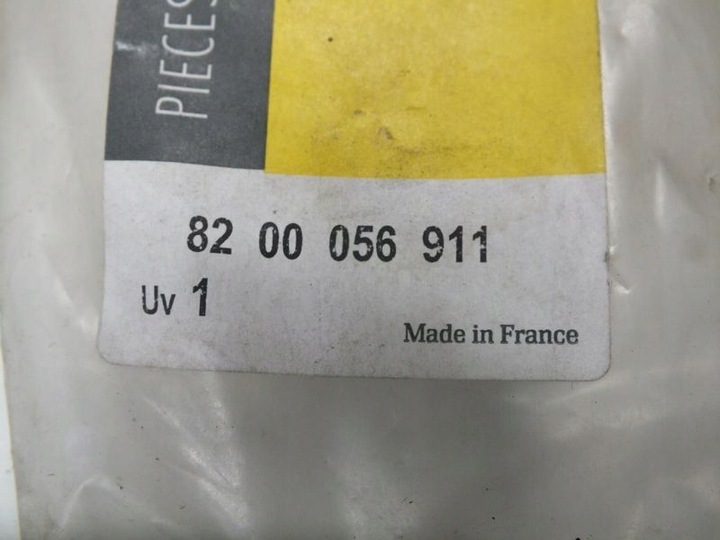 PIECES
82 00 056 911
Uv 1
Made in France